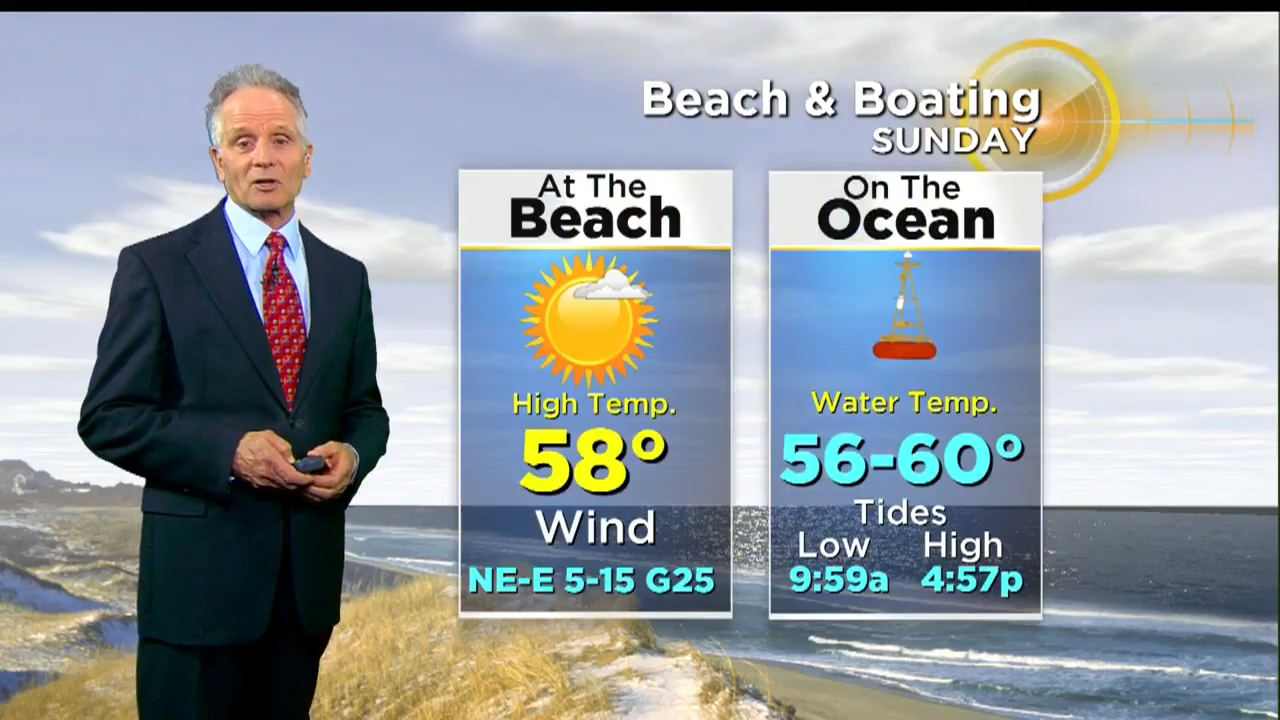 Beach & Boating
SUNDAY
At The
Beach
High Temp.
58°
Wind
NE-E 5-15 G25
On The
Ocean
Water Temp.
56-60°
Tides
Low High
9:59a 4:57p